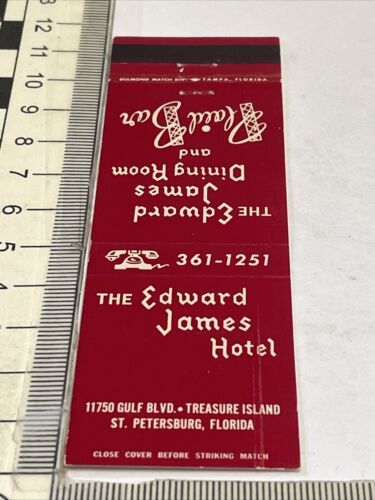 DIAMOND MATCH DIV. ◆ TAMPA, FLORIDA
Plaid Bar
and
Dining Room
James
THE Edward
361-1251
THE Edward
James
Hotel
11750 GULF BLVD. • TREASURE ISLAND
ST. PETERSBURG, FLORIDA
CLOSE COVER BEFORE STRIKING MATCH
13
12
10
9
8
7
6
5